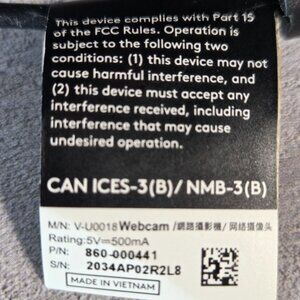 This device complies with Part 15
of the FCC Rules. Operation is
subject to the following two
conditions: (1) this device may not
cause harmful interference, and
(2) this device must accept any
interference received, including
interference that may cause
undesired operation.
CAN ICES-3(B)/ NMB-3(B)
M/N: V-U0018 Webcam /網路攝影機/ 网络摄像头
Rating:5V⎓500mA
P/N: 860-000441
S/N: 2034AP02R2L8
MADE IN VIETNAM